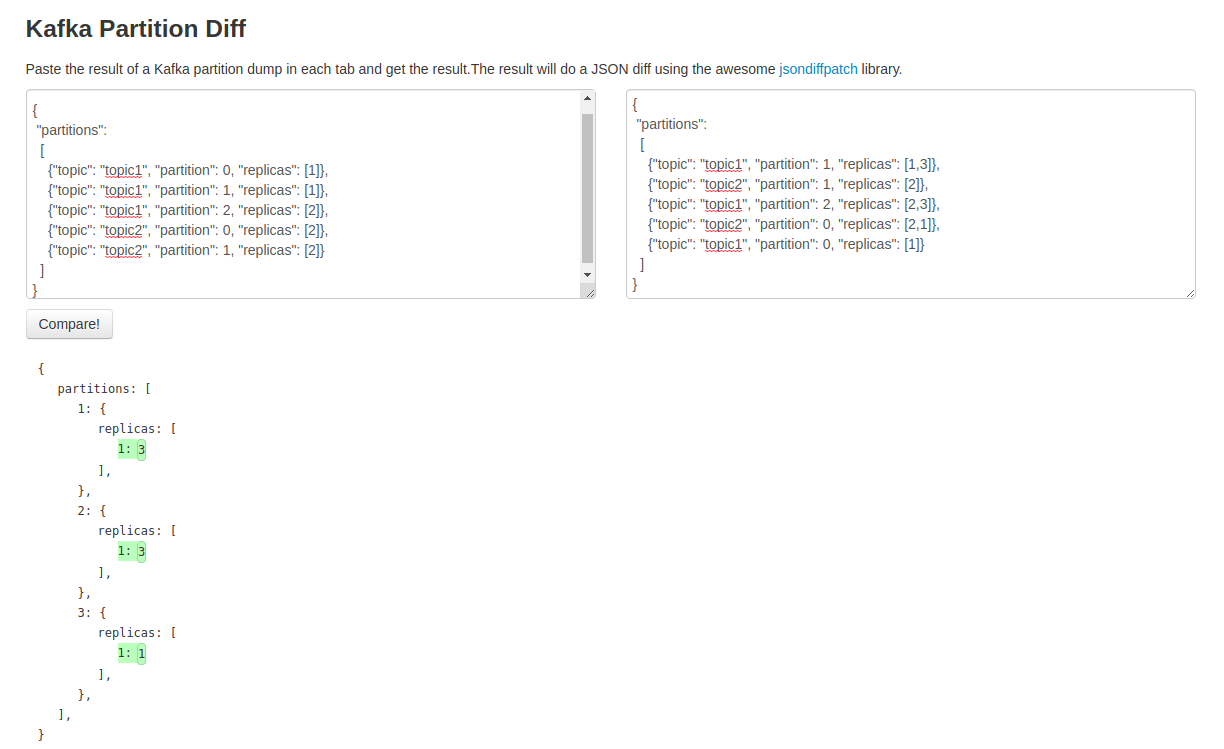 Kafka Partition Diff
Paste the result of a Kafka partition dump in each tab and get the result.The result will do a JSON diff using the awesome jsondiffpatch library.
{
"partitions":
[
{"topic": "topic1", "partition": 0, "replicas": [1]},
{"topic": "topic1", "partition": 1, "replicas": [1]},
{"topic": "topic1", "partition": 2, "replicas": [2]},
{"topic": "topic2", "partition": 0, "replicas": [2]},
{"topic": "topic2", "partition": 1, "replicas": [2]}
]
}
{
"partitions":
[
{"topic": "topic1", "partition": 1, "replicas": [1,3]},
{"topic": "topic2", "partition": 1, "replicas": [2]},
{"topic": "topic1", "partition": 2, "replicas": [2,3]},
{"topic": "topic2", "partition": 0, "replicas": [2,1]},
{"topic": "topic1", "partition": 0, "replicas": [1]}
]
}
Compare!
{
partitions: [
1: {
replicas: [
1: 3
],
},
2: {
replicas: [
1: 3
],
},
3: {
replicas: [
1: 1
],
},
],
}